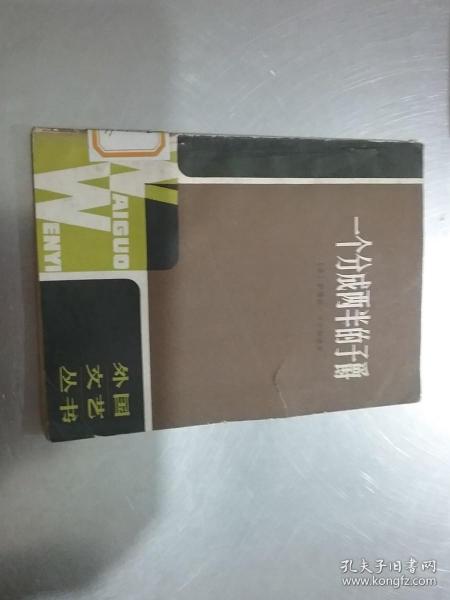 一个分成两半的子爵
WAIGUO
WENYI
外国
文艺
丛书
孔夫子旧书网
www.kongfz.com